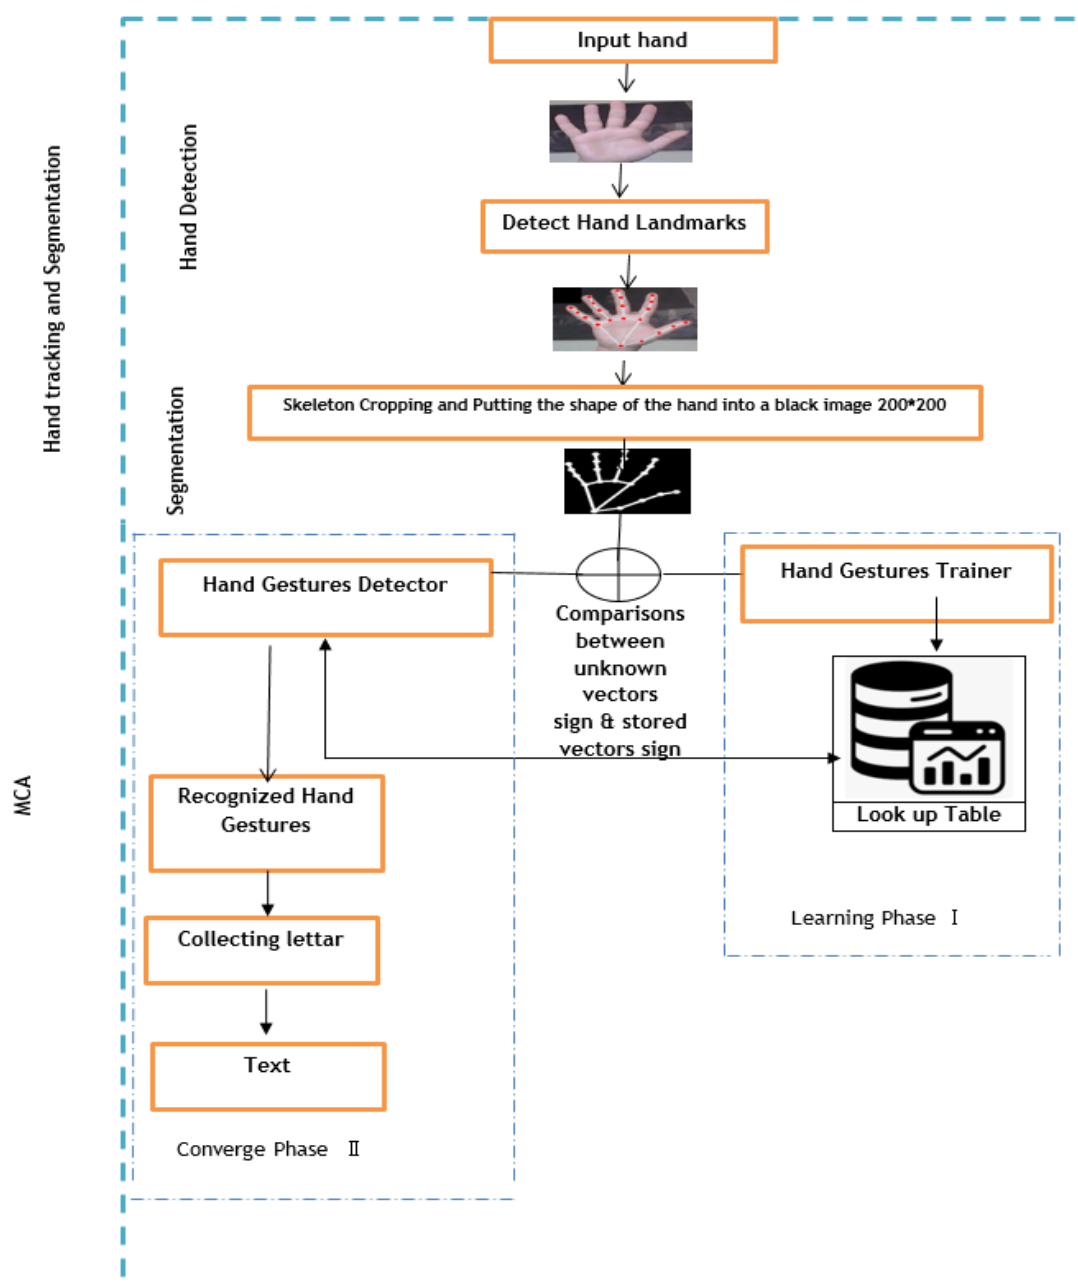 Input hand
Hand Detection
Hand tracking and Segmentation
Detect Hand Landmarks
Segmentation
Skeleton Cropping and Putting the shape of the hand into a black image 200*200
Hand Gestures Detector
Hand Gestures Trainer
Comparisons
between
unknown
vectors
sign & stored
vectors sign
MCA
Recognized Hand
Gestures
Look up Table
Collecting lettar
Learning Phase Ⅰ
Text
Converge Phase Ⅱ